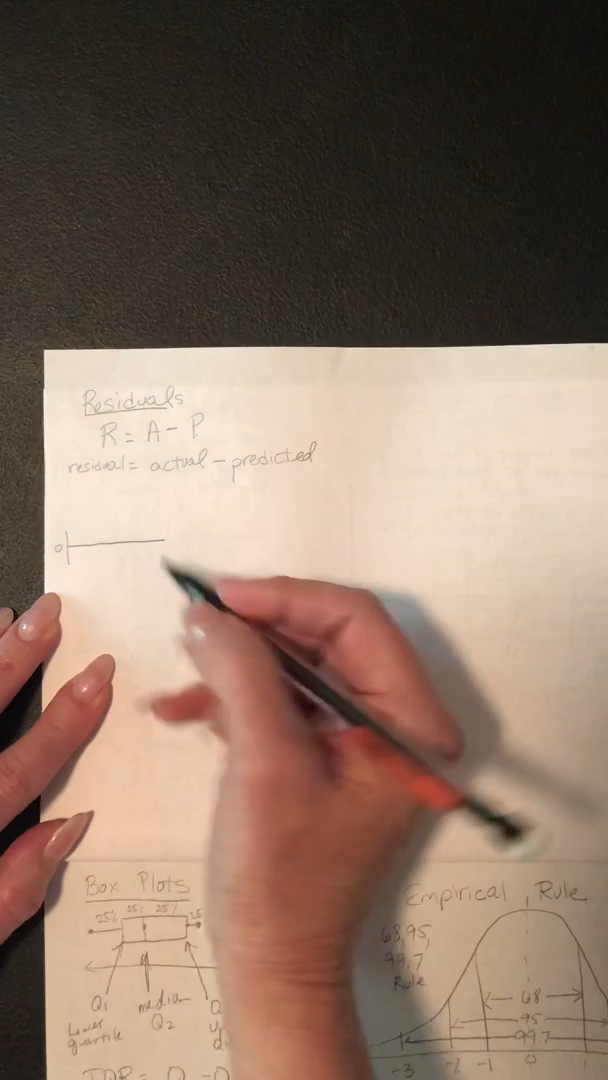 Residuals
R = A - P
residual = actual - predicted
0
Box Plots
25% 25% 25%
Q1 median Q
Lower Q2
quartile
IQR = Q - Q
Empirical Rule
68, 95,
99.7
Rule
68
95
99.7
-3 -2 -1 0 1